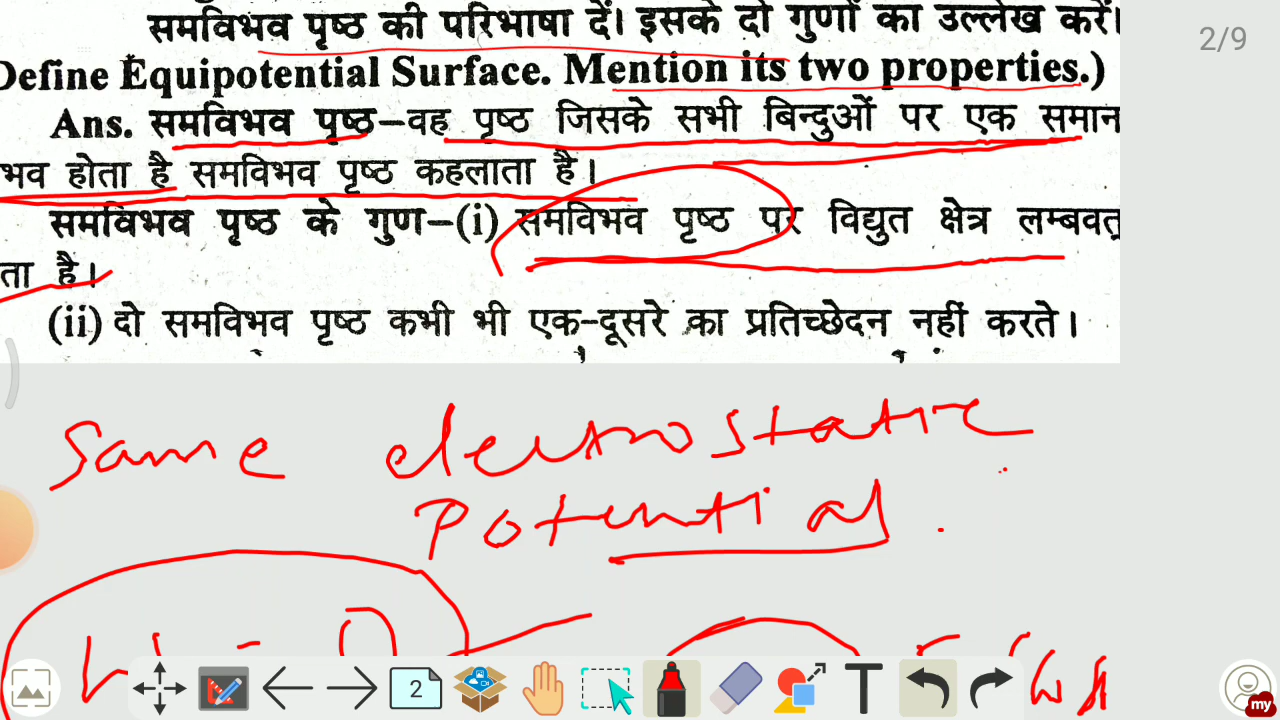 समविभव पृष्ठ की परिभाषा दें। इसके दो गुणों का उल्लेख करें।
2/9
Define Equipotential Surface. Mention its two properties.)
Ans. समविभव पृष्ठ–वह पृष्ठ जिसके सभी बिन्दुओं पर एक समान
भव होता है समविभव पृष्ठ कहलाता है।
समविभव पृष्ठ के गुण–(i) समविभव पृष्ठ पर विद्युत क्षेत्र लम्बवत्
ता है।
(ii) दो समविभव पृष्ठ कभी भी एक-दूसरे का प्रतिच्छेदन नहीं करते।
Same electrostatic
Potential.
2
T
my